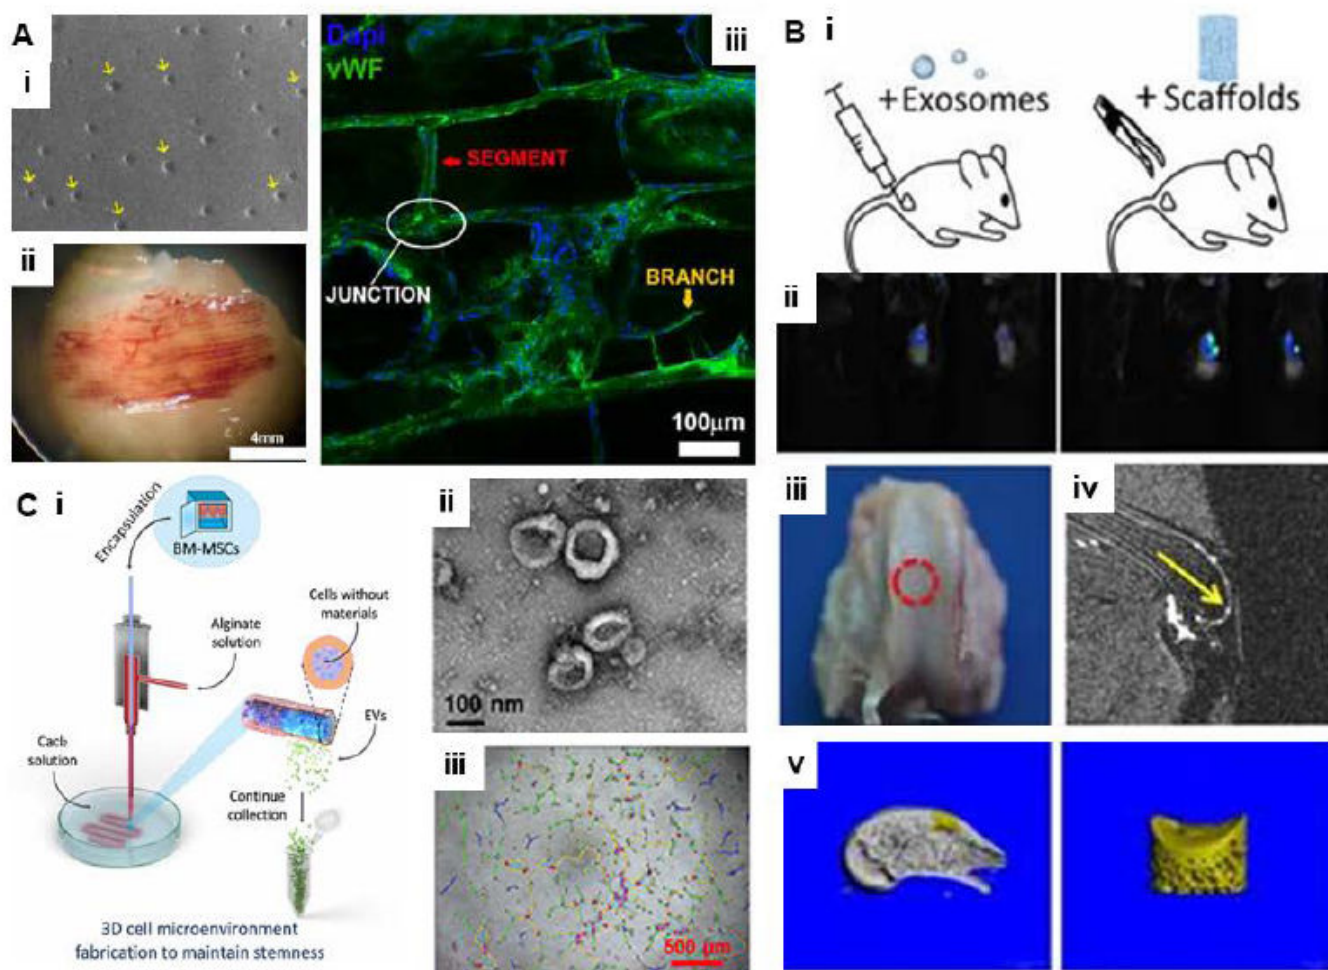 A
i
ii
4mm
Dapi
vWF
iii
SEGMENT
JUNCTION
BRANCH
100μm
B i
+Exosomes
+ Scaffolds
ii
iii
iv
v
C i
Encapsulation
BM-MSCs
Cells without
materials
Alginate
solution
EVs
Cacl₂
solution
Continue
collection
3D cell microenvironment
fabrication to maintain stemness
ii
100 nm
iii
500 μm